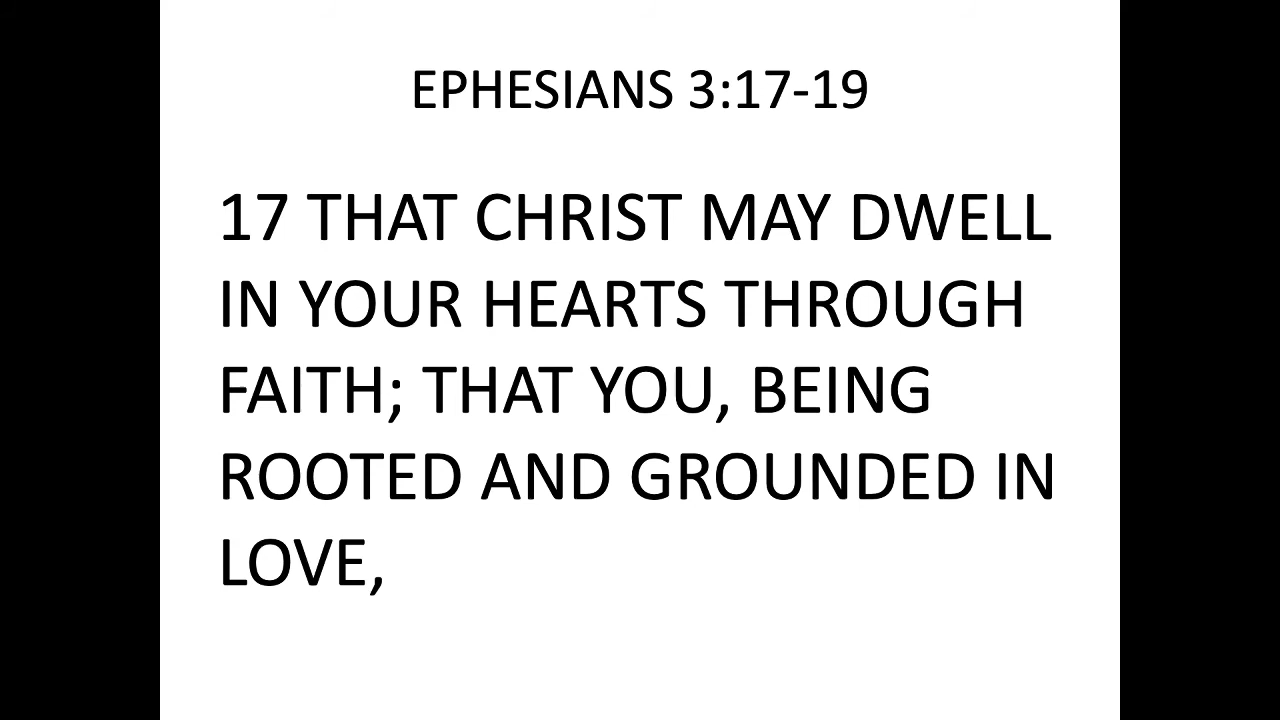 EPHESIANS 3:17-19
17 THAT CHRIST MAY DWELL
IN YOUR HEARTS THROUGH
FAITH; THAT YOU, BEING
ROOTED AND GROUNDED IN
LOVE,